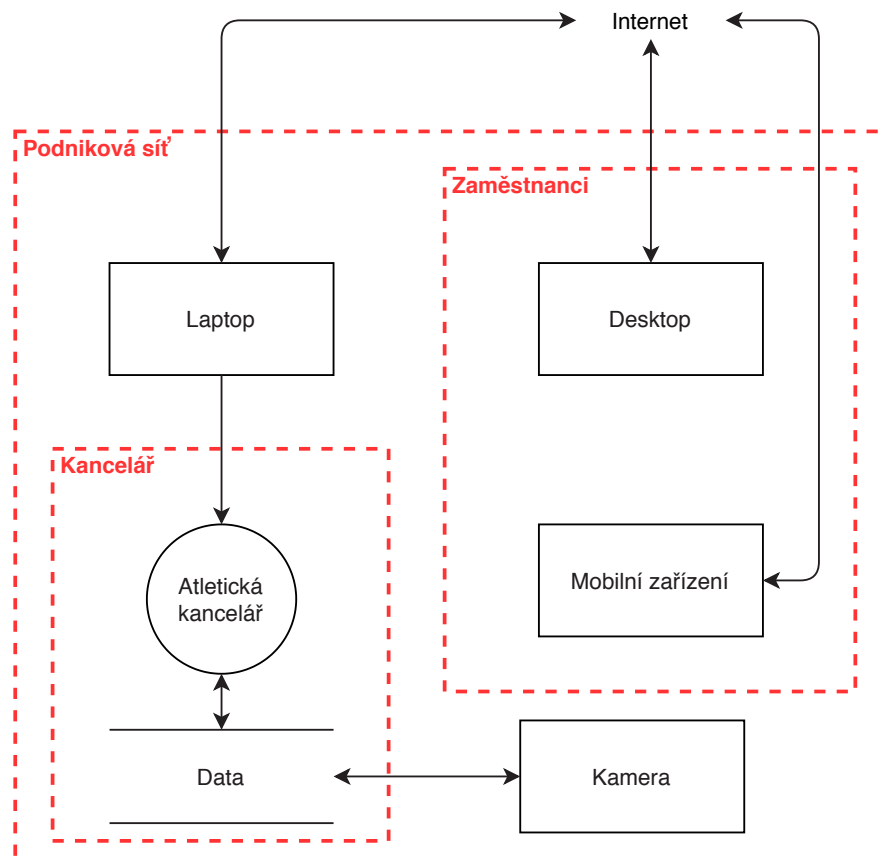 Internet
Podniková síť
Zaměstnanci
Laptop
Desktop
Kancelář
Atletická
kancelář
Mobilní zařízení
Data
Kamera